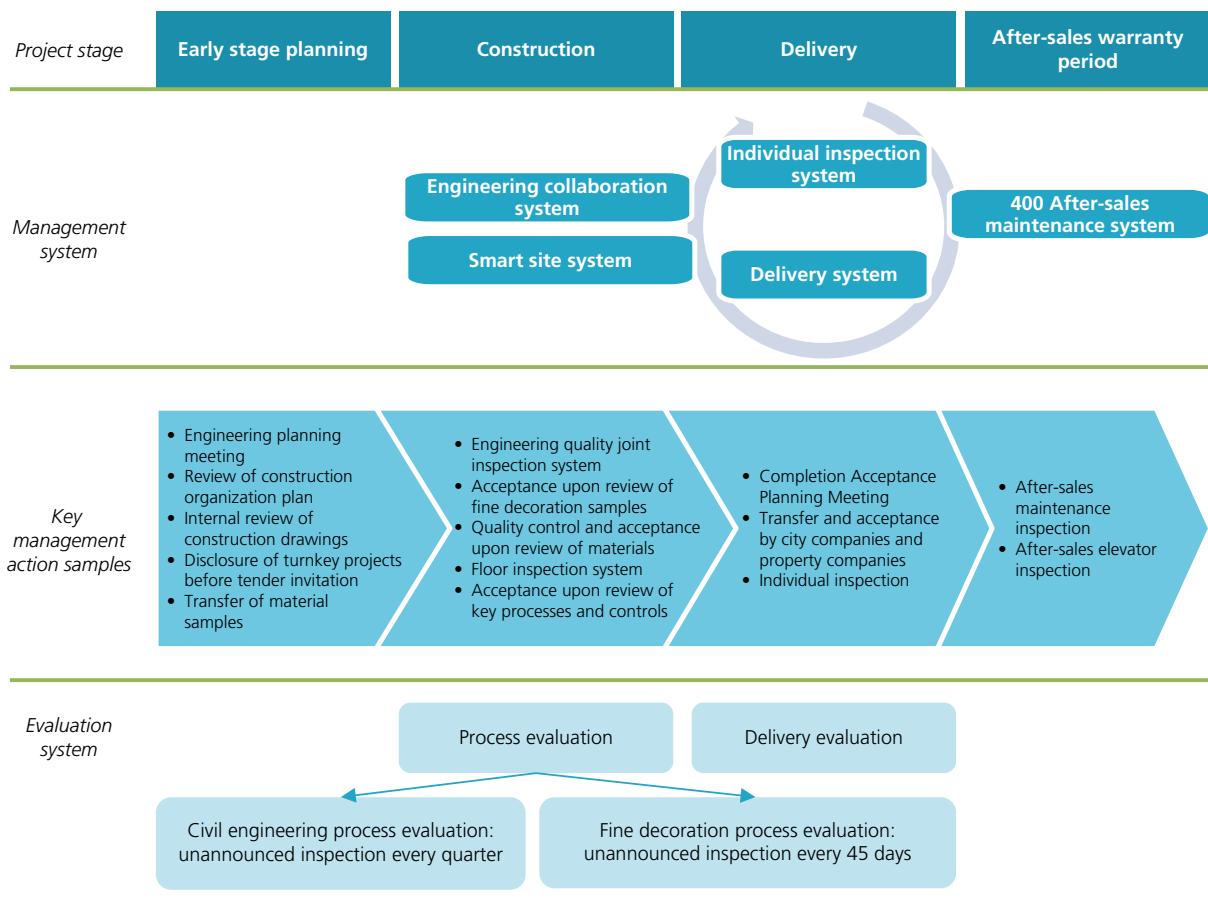 Project stage
Early stage planning
Construction
Delivery
After-sales warranty
period
Management
system
Engineering collaboration
system
Smart site system
Individual inspection
system
Delivery system
400 After-sales
maintenance system
Key
management
action samples
• Engineering planning
meeting
• Review of construction
organization plan
• Internal review of
construction drawings
• Disclosure of turnkey projects
before tender invitation
• Transfer of material
samples
• Engineering quality joint
inspection system
• Acceptance upon review of
fine decoration samples
• Quality control and acceptance
upon review of materials
• Floor inspection system
• Acceptance upon review of
key processes and controls
• Completion Acceptance
Planning Meeting
• Transfer and acceptance
by city companies and
property companies
• Individual inspection
• After-sales
maintenance
inspection
• After-sales elevator
inspection
Evaluation
system
Process evaluation
Delivery evaluation
Civil engineering process evaluation:
unannounced inspection every quarter
Fine decoration process evaluation:
unannounced inspection every 45 days